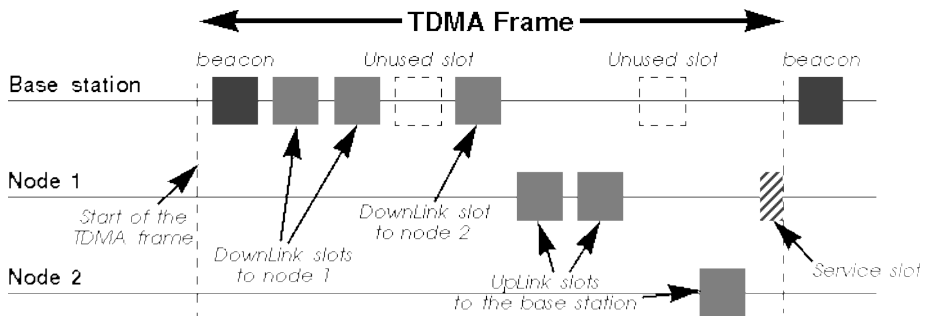 TDMA Frame
beacon
Unused slot
Unused slot
beacon
Base station
Node 1
Start of the
TDMA frame
DownLink slots
to node 1
DownLink slot
to node 2
UpLink slots
to the base station
Service slot
Node 2